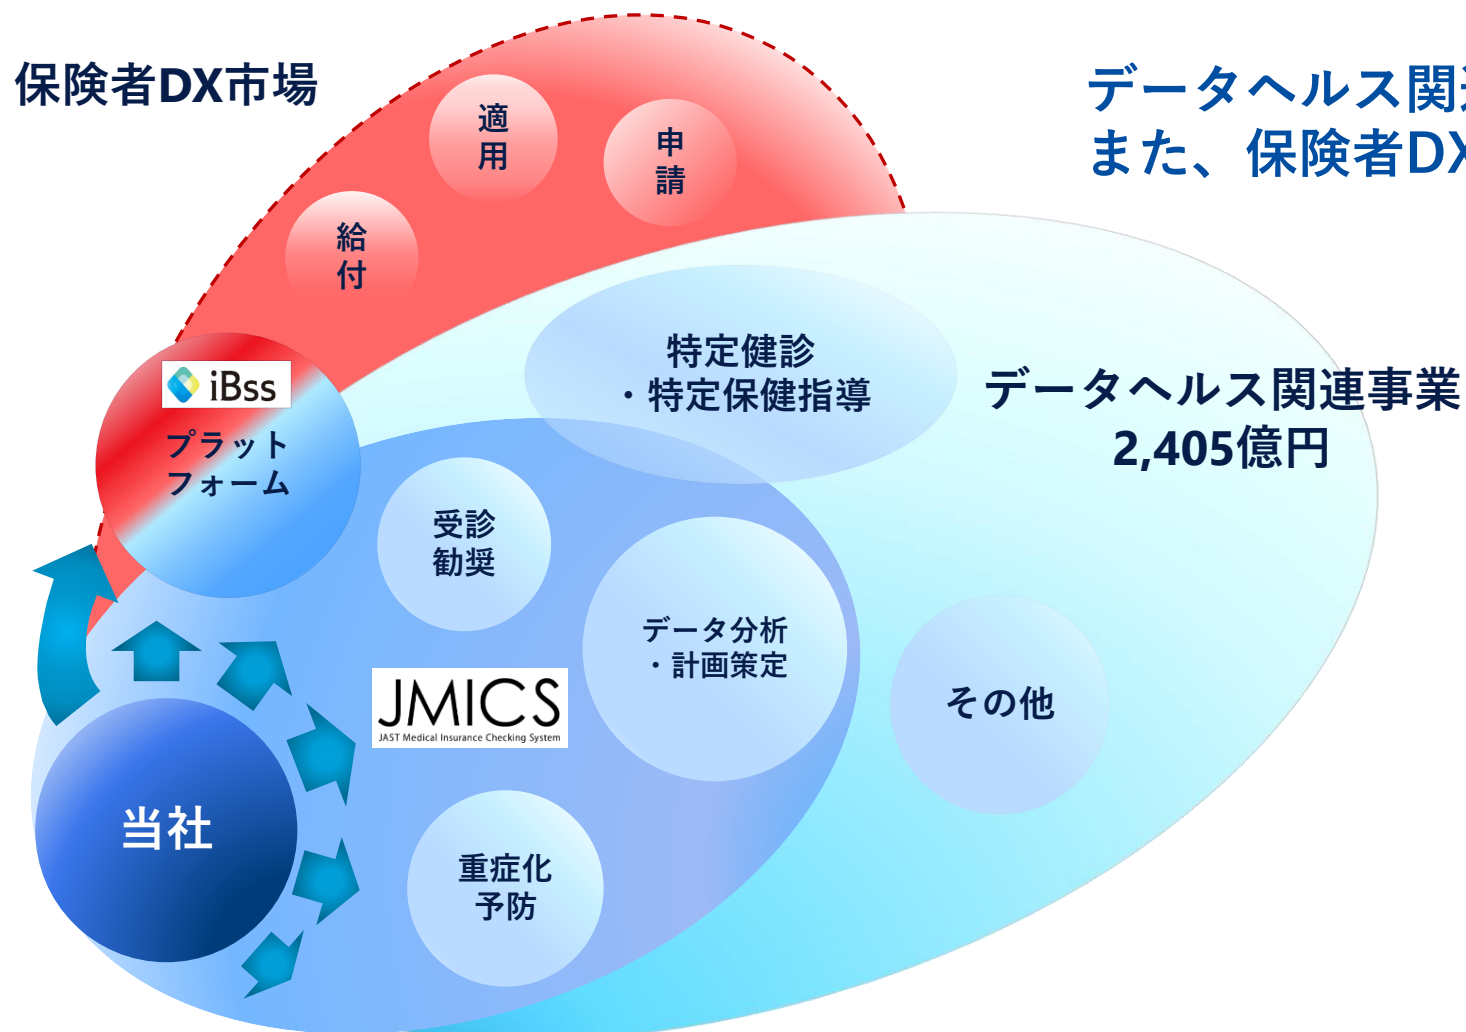 保険者DX市場
データヘルス関連
また、保険者DX
適
用
申
請
給
付
iBss
プラット
フォーム
特定健診
・特定保健指導
データヘルス関連事業
2,405億円
受診
勧奨
データ分析
・計画策定
JMICS
JAST Medical Insurance Checking System
その他
当社
重症化
予防